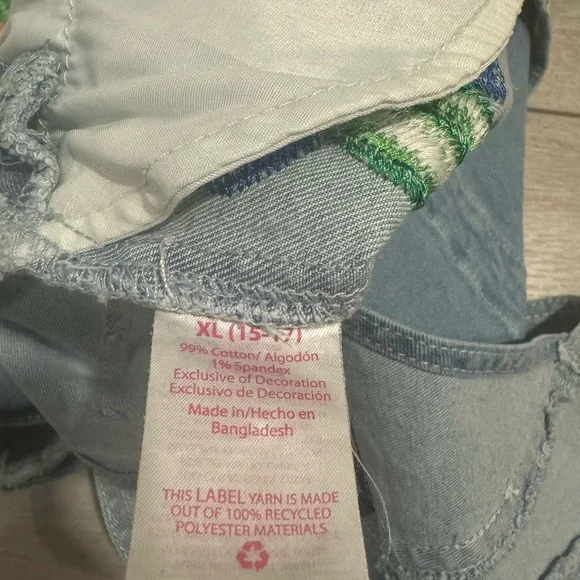 XL (15-17)
99% Cotton/ Algodón
1% Spandex
Exclusive of Decoration
Exclusivo de Decoración
Made in/Hecho en
Bangladesh
THIS LABEL YARN IS MADE
OUT OF 100% RECYCLED
POLYESTER MATERIALS